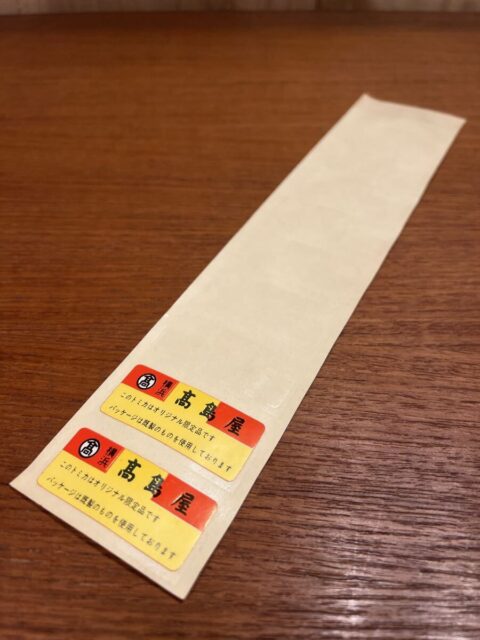 髙 横浜 髙島屋
このトミカはオリジナル限定品です
パッケージは既製のものを使用しております
髙 横浜 髙島屋
このトミカはオリジナル限定品です
パッケージは既製のものを使用しております